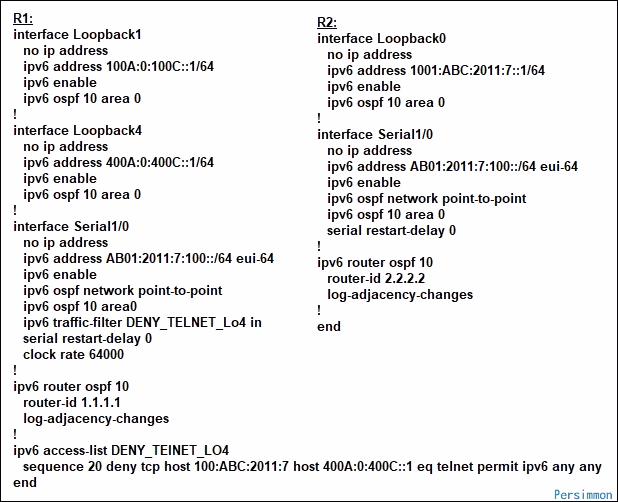 R1:
interface Loopback1
no ip address
ipv6 address 100A:0:100C::1/64
ipv6 enable
ipv6 ospf 10 area 0
!
interface Loopback4
no ip address
ipv6 address 400A:0:400C::1/64
ipv6 enable
ipv6 ospf 10 area 0
!
interface Serial1/0
no ip address
ipv6 address AB01:2011:7:100::/64 eui-64
ipv6 enable
ipv6 ospf network point-to-point
ipv6 ospf 10 area0
ipv6 traffic-filter DENY_TELNET_Lo4 in
serial restart-delay 0
clock rate 64000
!
ipv6 router ospf 10
router-id 1.1.1.1
log-adjacency-changes
!
ipv6 access-list DENY_TEINET_LO4
sequence 20 deny tcp host 100:ABC:2011:7 host 400A:0:400C::1 eq telnet permit ipv6 any any
end
R2:
interface Loopback0
no ip address
ipv6 address 1001:ABC:2011:7::1/64
ipv6 enable
ipv6 ospf 10 area 0
!
interface Serial1/0
no ip address
ipv6 address AB01:2011:7:100::/64 eui-64
ipv6 enable
ipv6 ospf network point-to-point
ipv6 ospf 10 area 0
serial restart-delay 0
!
ipv6 router ospf 10
router-id 2.2.2.2
log-adjacency-changes
!
end
Persimmon